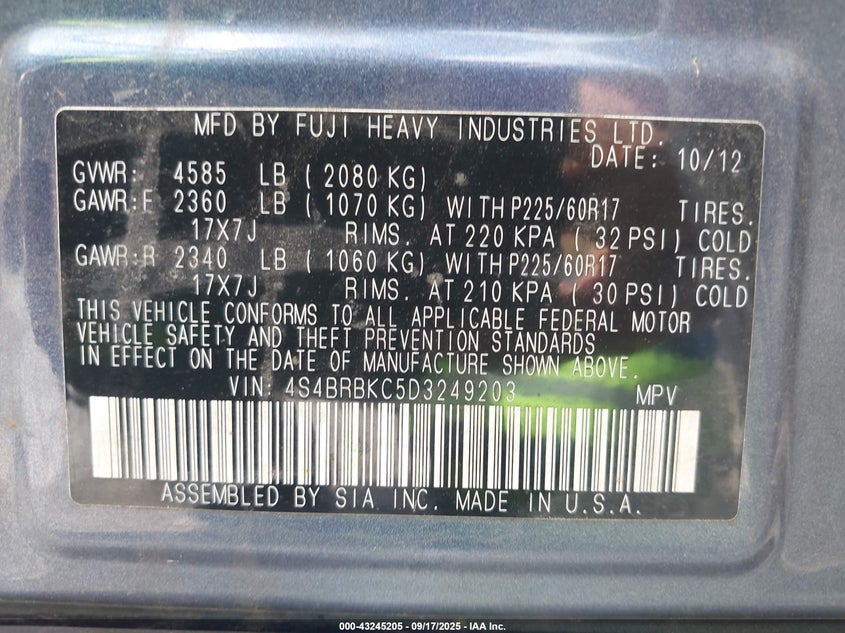 MFD BY FUJI HEAVY INDUSTRIES LTD.
DATE: 10/12
GVWR: 4585 LB ( 2080 KG)
GAWR:F 2360 LB ( 1070 KG) WITH P225/60R17 TIRES.
17X7J RIMS. AT 220 KPA ( 32 PSI) COLD
GAWR:R 2340 LB ( 1060 KG) WITH P225/60R17 TIRES.
17X7J RIMS. AT 210 KPA ( 30 PSI) COLD
THIS VEHICLE CONFORMS TO ALL APPLICABLE FEDERAL MOTOR
VEHICLE SAFETY AND THEFT PREVENTION STANDARDS
IN EFFECT ON THE DATE OF MANUFACTURE SHOWN ABOVE.
VIN: 4S4BRBKC5D3249203 MPV
ASSEMBLED BY SIA INC. MADE IN U.S.A.
000-43245205 - 09/17/2025 - IAA Inc.